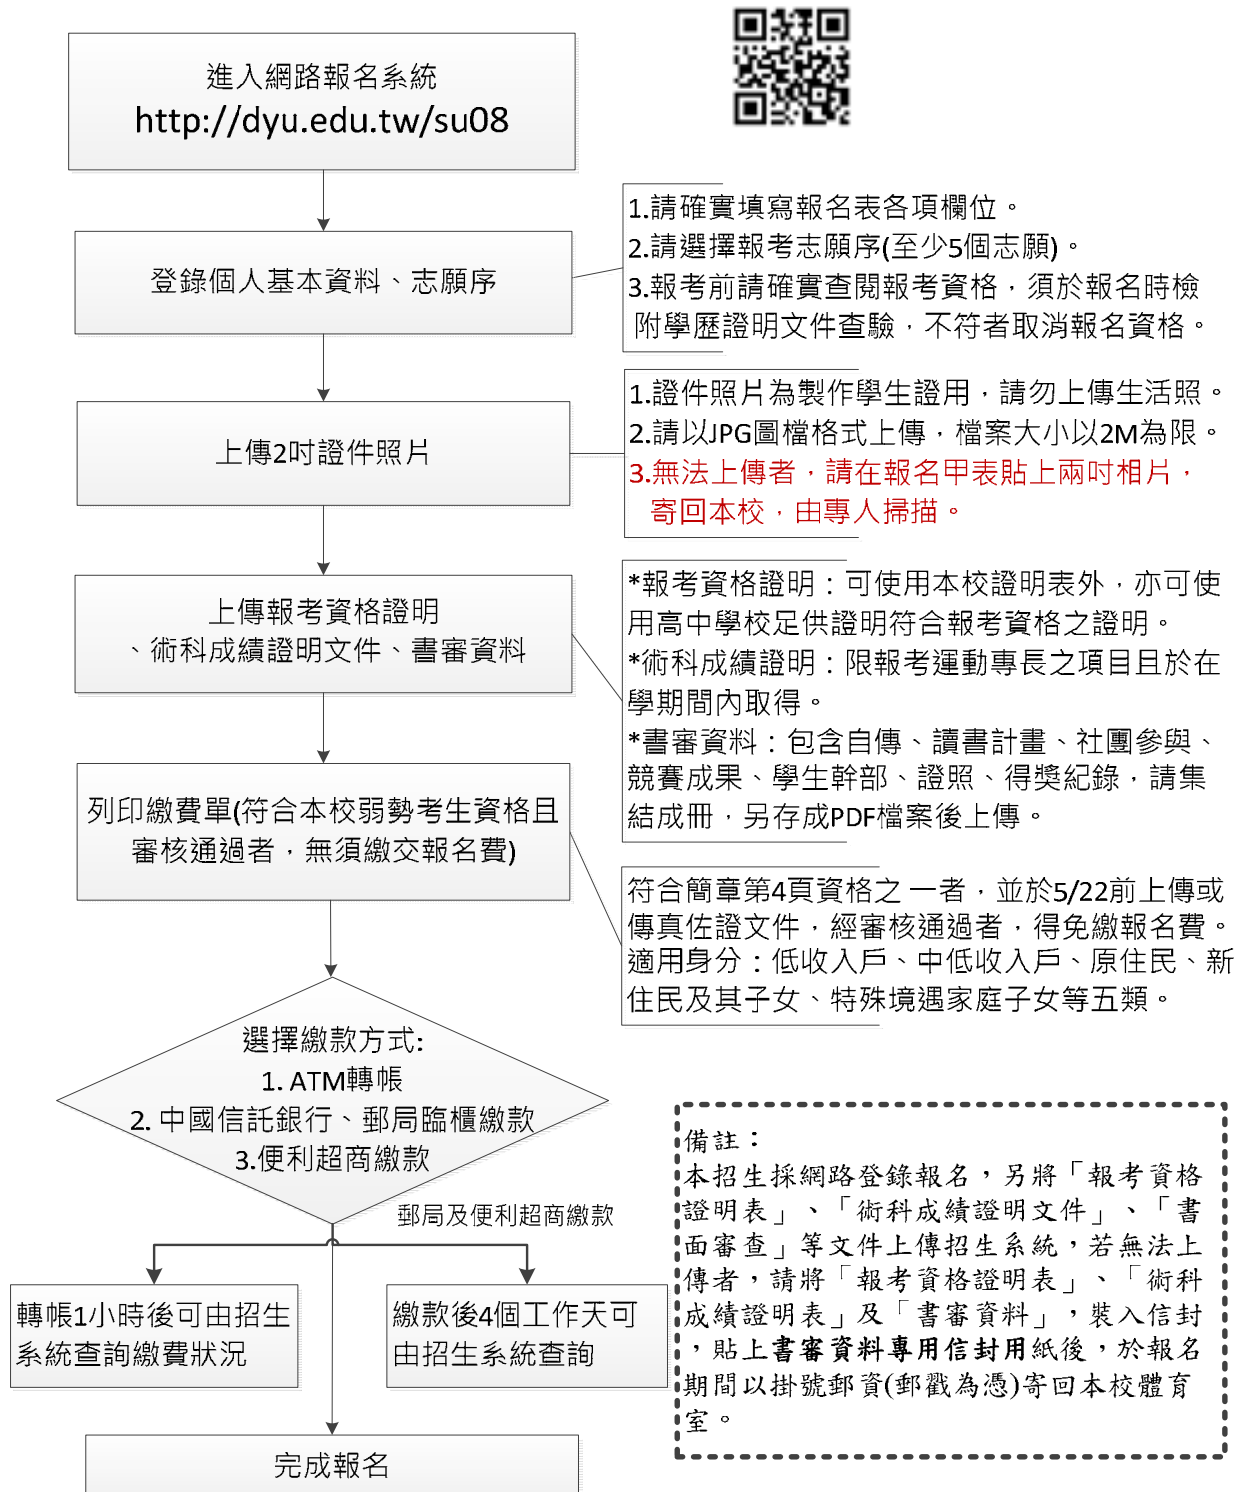 進入網路報名系統
http://dyu.edu.tw/su08
登錄個人基本資料、志願序
1.請確實填寫報名表各項欄位。
2.請選擇報考志願序(至少5個志願)。
3.報考前請確實查閱報考資格，須於報名時檢
附學歷證明文件查驗，不符者取消報名資格。
上傳2吋證件照片
1.證件照片為製作學生證用，請勿上傳生活照。
2.請以JPG圖檔格式上傳，檔案大小以2M為限。
3.無法上傳者，請在報名甲表貼上兩吋相片，
寄回本校，由專人掃描。
上傳報考資格證明
、術科成績證明文件、書審資料
*報考資格證明：可使用本校證明表外，亦可使
用高中學校足供證明符合報考資格之證明。
*術科成績證明：限報考運動專長之項目且於在
學期間內取得。
*書審資料：包含自傳、讀書計畫、社團參與、
競賽成果、學生幹部、證照、得獎紀錄，請集
結成冊，另存成PDF檔案後上傳。
列印繳費單(符合本校弱勢考生資格且
審核通過者，無須繳交報名費)
符合簡章第4頁資格之一者，並於5/22前上傳或
傳真佐證文件，經審核通過者，得免繳報名費。
適用身分：低收入戶、中低收入戶、原住民、新
住民及其子女、特殊境遇家庭子女等五類。
選擇繳款方式:
1. ATM轉帳
2. 中國信託銀行、郵局臨櫃繳款
3.便利超商繳款
郵局及便利超商繳款
轉帳1小時後可由招生
系統查詢繳費狀況
繳款後4個工作天可
由招生系統查詢
完成報名
備註：
本招生採網路登錄報名，另將「報考資格
證明表」、「術科成績證明文件」、「書
面審查」等文件上傳招生系統，若無法上
傳者，請將「報考資格證明表」、「術科
成績證明表」及「書審資料」，裝入信封
，貼上書審資料專用信封用紙後，於報名
期間以掛號郵資(郵戳為憑)寄回本校體育
室。